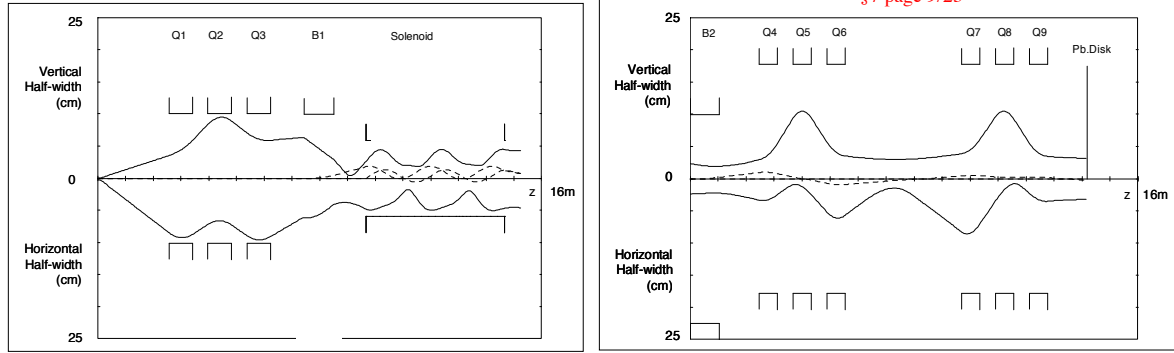 25
Q1 Q2 Q3 B1 Solenoid
Vertical
Half-width
(cm)
0
z 16m
Horizontal
Half-width
(cm)
25
25
B2 Q4 Q5 Q6 Q7 Q8 Q9
Pb.Disk
Vertical
Half-width
(cm)
0
z 16m
Horizontal
Half-width
(cm)
25